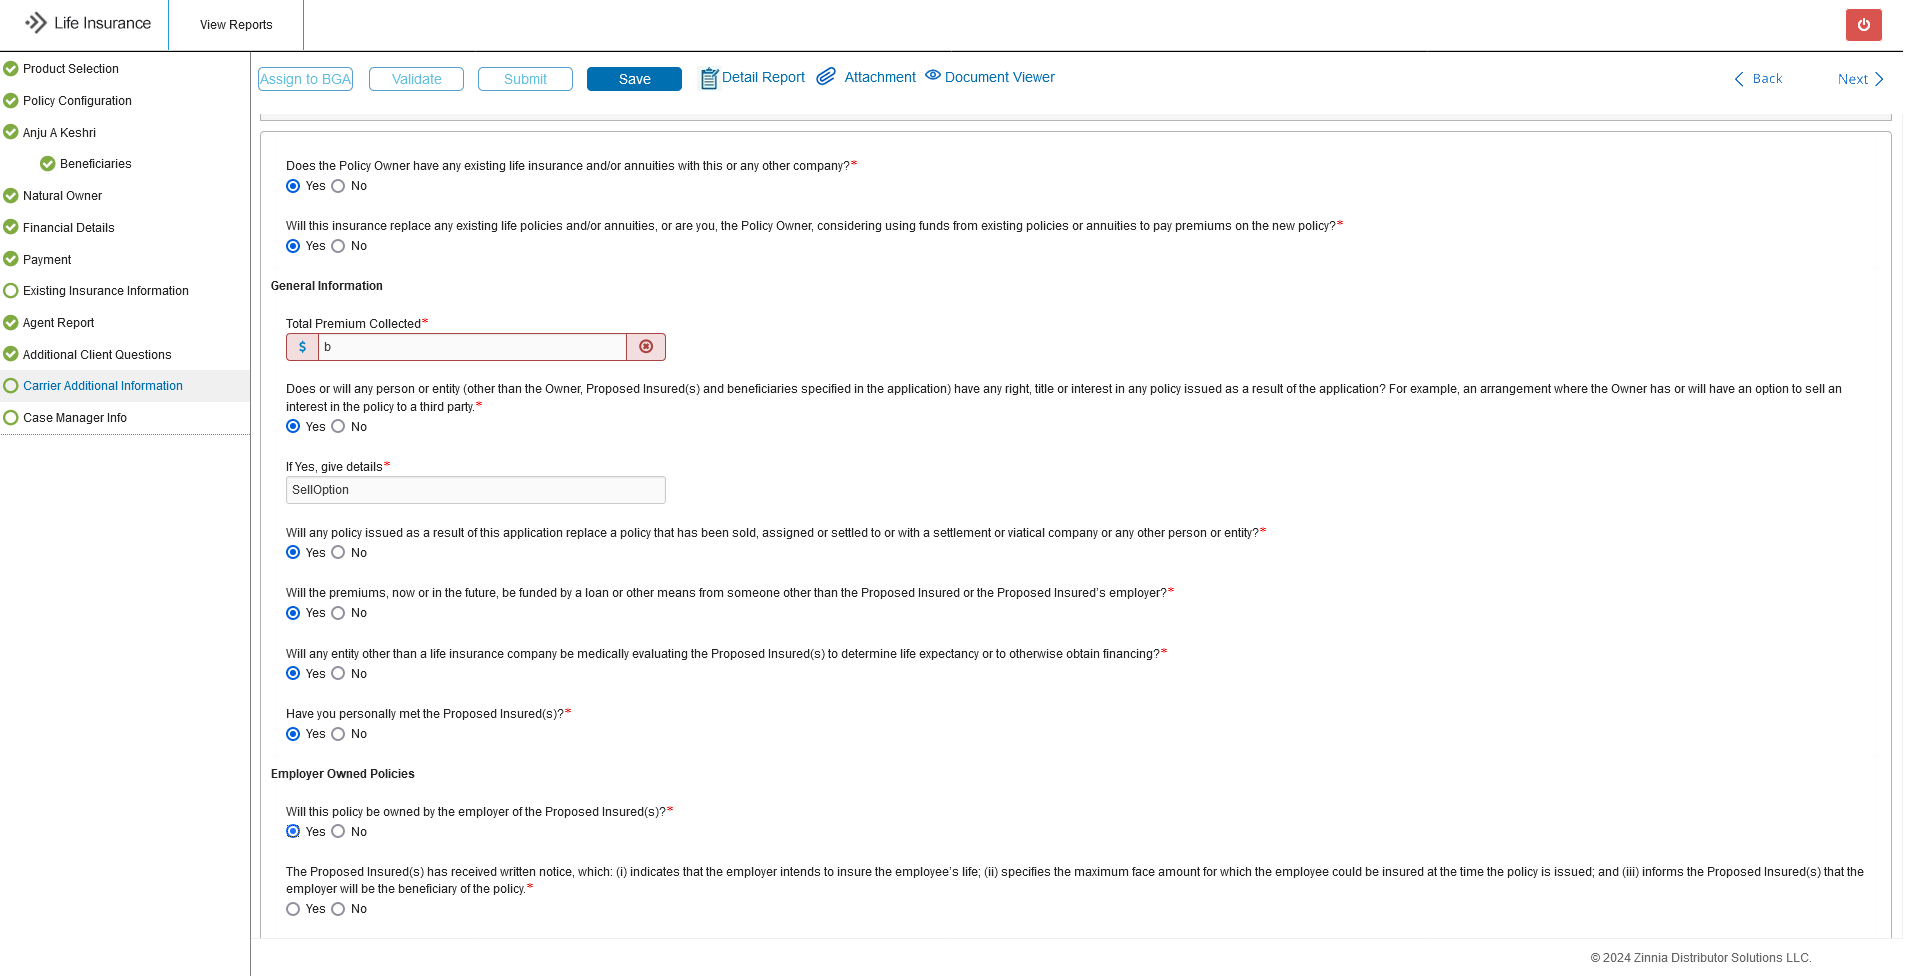 Life Insurance
View Reports
Product Selection
Policy Configuration
Anju A Keshri
Beneficiaries
Natural Owner
Financial Details
Payment
Existing Insurance Information
Agent Report
Additional Client Questions
Carrier Additional Information
Case Manager Info
Assign to BGA
Validate
Submit
Save
Detail Report
Attachment
Document Viewer
Back
Next
Does the Policy Owner have any existing life insurance and/or annuities with this or any other company?*
Yes No
Will this insurance replace any existing life policies and/or annuities, or are you, the Policy Owner, considering using funds from existing policies or annuities to pay premiums on the new policy?*
Yes No
General Information
Total Premium Collected*
$ b
Does or will any person or entity (other than the Owner, Proposed Insured(s) and beneficiaries specified in the application) have any right, title or interest in any policy issued as a result of the application? For example, an arrangement where the Owner has or will have an option to sell an
interest in the policy to a third party.*
Yes No
If Yes, give details*
SellOption
Will any policy issued as a result of this application replace a policy that has been sold, assigned or settled to or with a settlement or viatical company or any other person or entity?*
Yes No
Will the premiums, now or in the future, be funded by a loan or other means from someone other than the Proposed Insured or the Proposed Insured's employer?*
Yes No
Will any entity other than a life insurance company be medically evaluating the Proposed Insured(s) to determine life expectancy or to otherwise obtain financing?*
Yes No
Have you personally met the Proposed Insured(s)?*
Yes No
Employer Owned Policies
Will this policy be owned by the employer of the Proposed Insured(s)?*
Yes No
The Proposed Insured(s) has received written notice, which: (i) indicates that the employer intends to insure the employee's life; (ii) specifies the maximum face amount for which the employee could be insured at the time the policy is issued; and (iii) informs the Proposed Insured(s) that the
employer will be the beneficiary of the policy.*
Yes No
© 2024 Zinnia Distributor Solutions LLC.